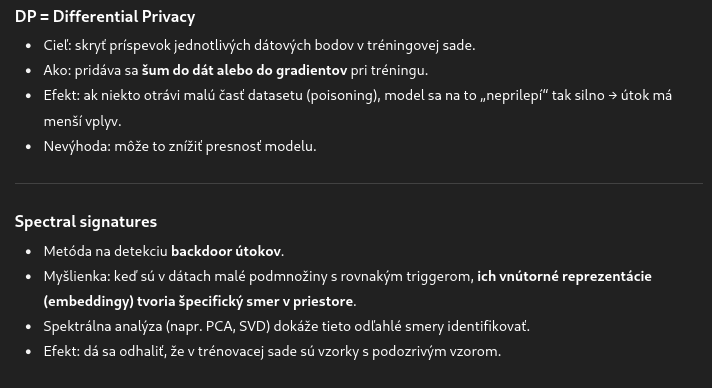 DP = Differential Privacy
• Cieľ: skryť príspevok jednotlivých dátových bodov v tréningovej sade.
• Ako: pridáva sa šum do dát alebo do gradientov pri tréningu.
• Efekt: ak niekto otrávi malú časť datasetu (poisoning), model sa na to „neprilepí“ tak silno → útok má
menší vplyv.
• Nevýhoda: môže to znížiť presnosť modelu.
Spectral signatures
• Metóda na detekciu backdoor útokov.
• Myšlienka: keď sú v dátach malé podmnožiny s rovnakým triggerom, ich vnútorné reprezentácie
(embeddingy) tvoria špecifický smer v priestore.
• Spektrálna analýza (napr. PCA, SVD) dokáže tieto odľahlé smery identifikovať.
• Efekt: dá sa odhaliť, že v trénovacej sade sú vzorky s podozrivým vzorom.